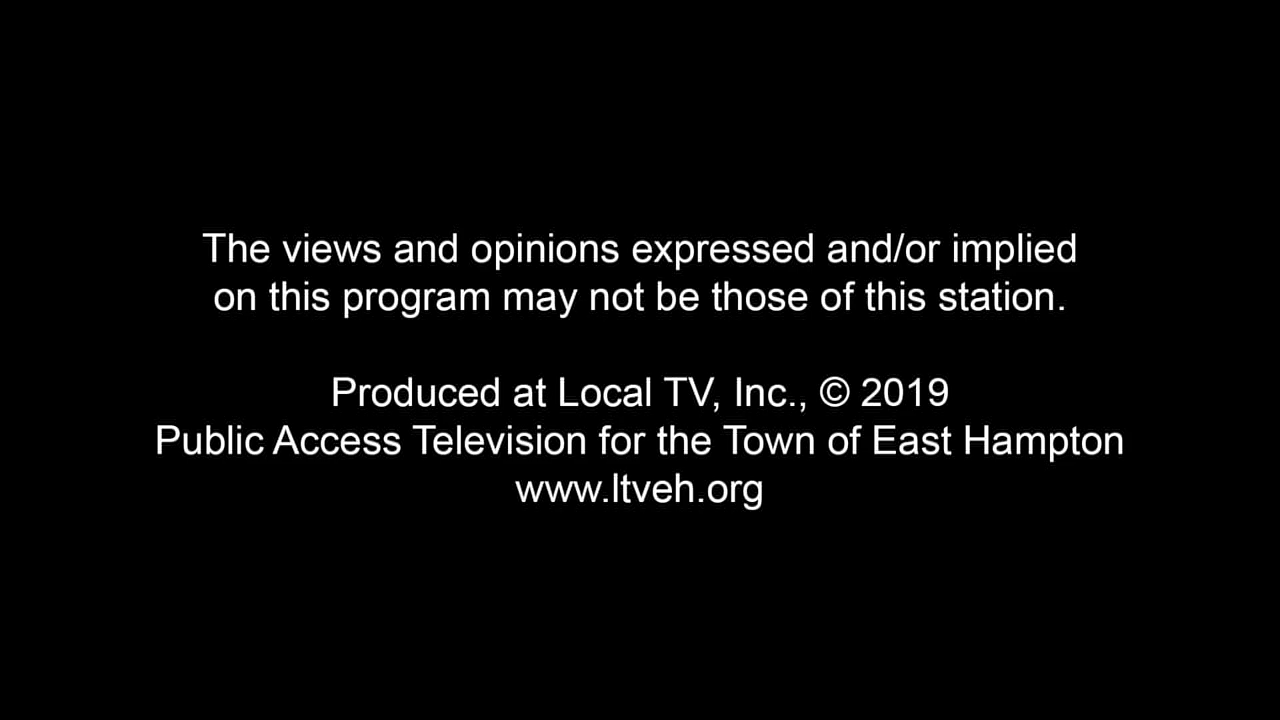 The views and opinions expressed and/or implied
on this program may not be those of this station.
Produced at Local TV, Inc., © 2019
Public Access Television for the Town of East Hampton
www.ltveh.org